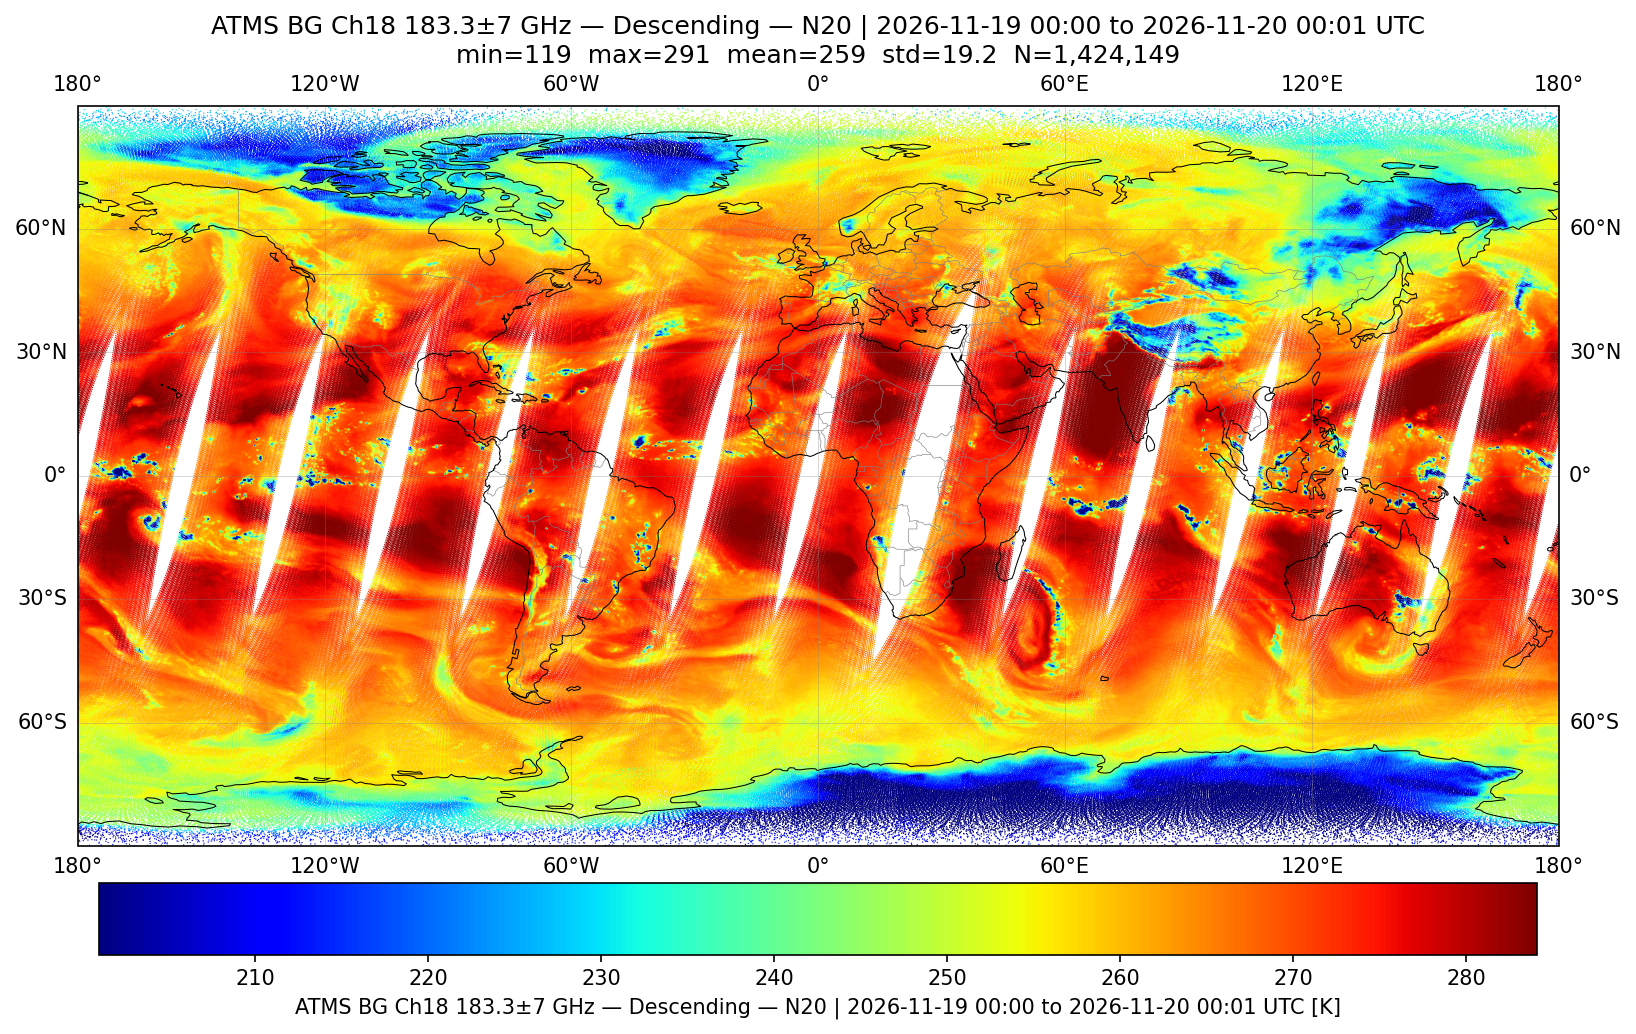 ATMS BG Ch18 183.3±7 GHz — Descending — N20 | 2026-11-19 00:00 to 2026-11-20 00:01 UTC
min=119  max=291  mean=259  std=19.2  N=1,424,149
180° 120°W 60°W 0° 60°E 120°E 180°
60°N 60°N
30°N 30°N
0° 0°
30°S 30°S
60°S 60°S
180° 120°W 60°W 0° 60°E 120°E 180°
210 220 230 240 250 260 270 280
ATMS BG Ch18 183.3±7 GHz — Descending — N20 | 2026-11-19 00:00 to 2026-11-20 00:01 UTC [K]